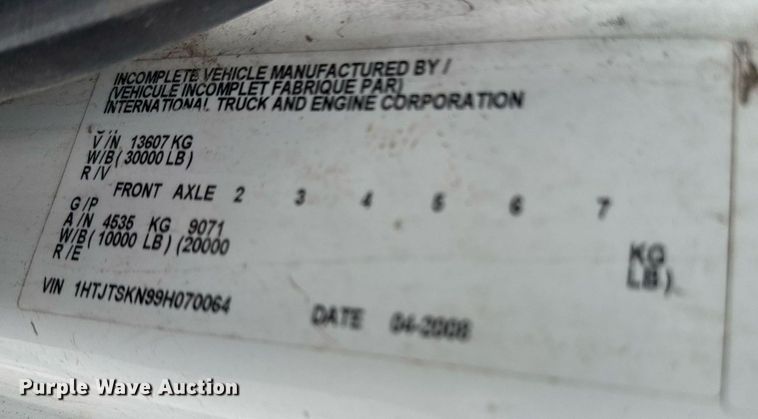 INCOMPLETE VEHICLE MANUFACTURED BY /
(VEHICULE INCOMPLET FABRIQUE PAR)
INTERNATIONAL TRUCK AND ENGINE CORPORATION
V/N 13607 KG
W/B (30000 LB)
R/V
FRONT AXLE 2 3 4 5 6 7
G/P
A/N 4535 KG 9071 KG
W/B (10000 LB) (20000 LB)
R/E
VIN 1HTJTSKN99H070064 DATE 04-2008
Purple Wave Auction